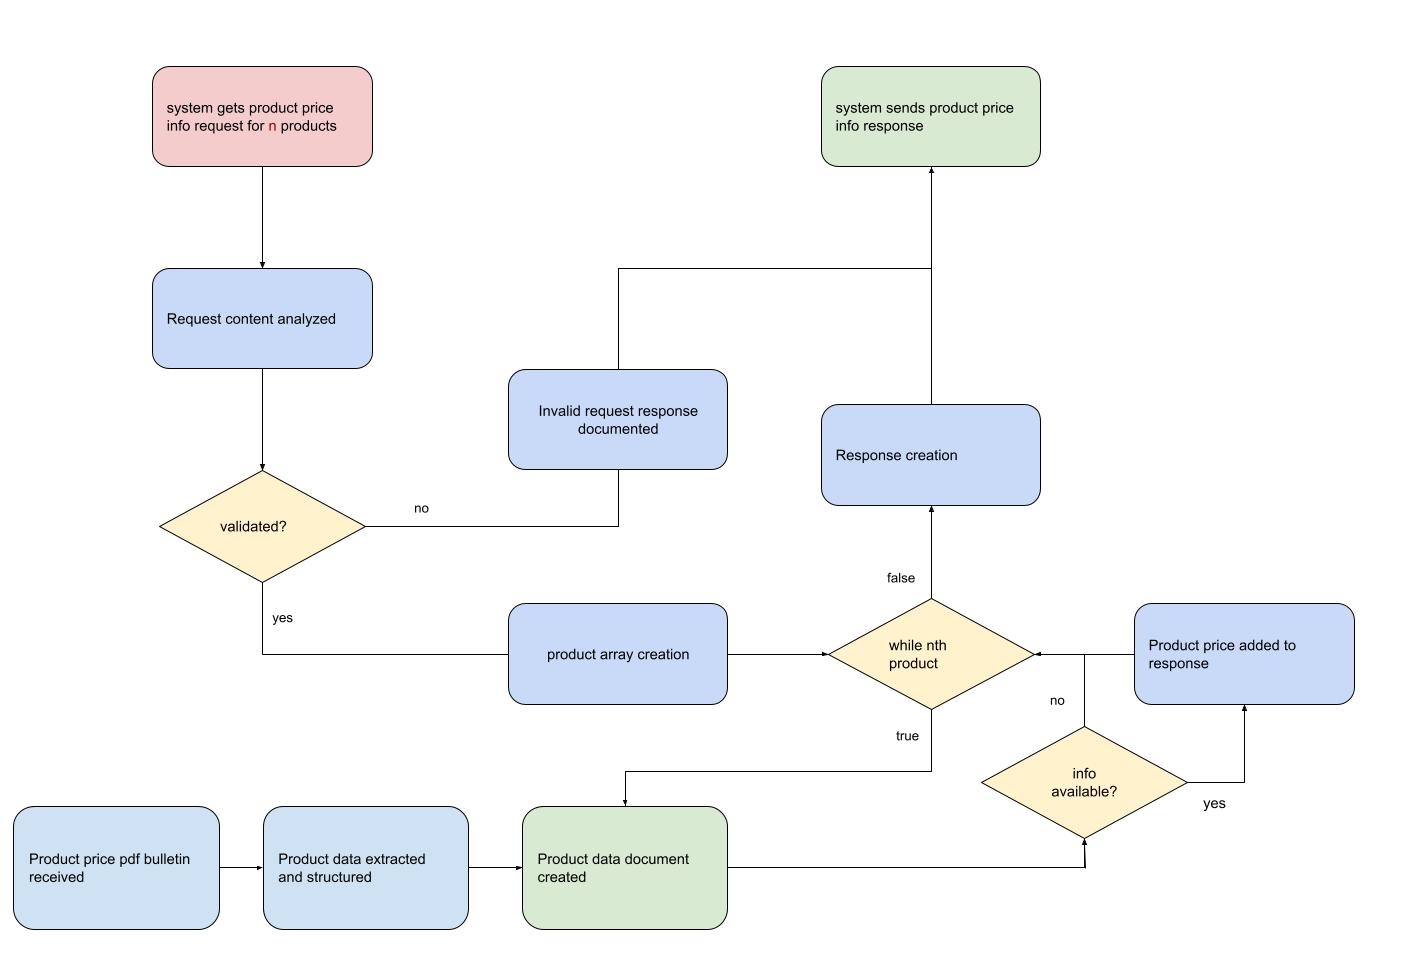 system gets product price
info request for n products
system sends product price
info response
Request content analyzed
Invalid request response
documented
Response creation
no
validated?
false
yes
product array creation
while nth
product
Product price added to
response
no
true
info
available?
yes
Product price pdf bulletin
received
Product data extracted
and structured
Product data document
created